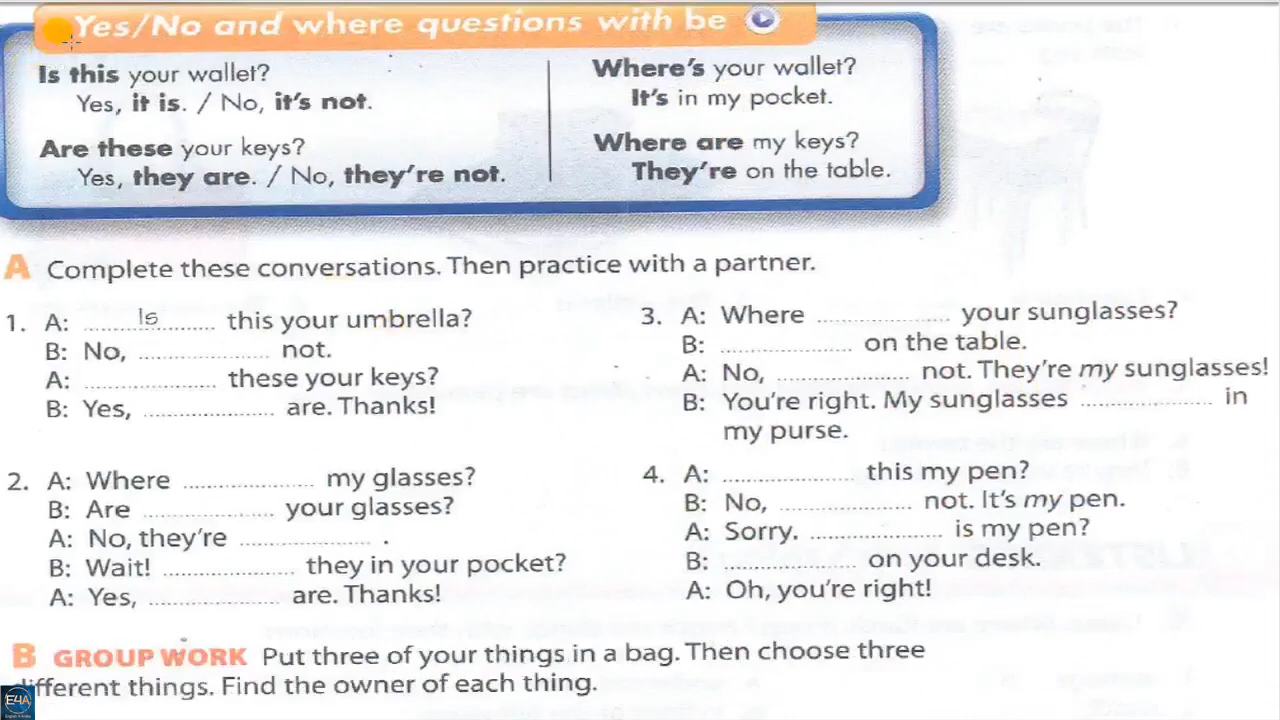 Yes/No and where questions with be
Is this your wallet?
Yes, it is. / No, it's not.
Are these your keys?
Yes, they are. / No, they're not.
Where's your wallet?
It's in my pocket.
Where are my keys?
They're on the table.
A Complete these conversations. Then practice with a partner.
1. A: Is this your umbrella?
B: No, ............ not.
A: ............ these your keys?
B: Yes, ............ are. Thanks!
2. A: Where ............ my glasses?
B: Are ............ your glasses?
A: No, they're ............ .
B: Wait! ............ they in your pocket?
A: Yes, ............ are. Thanks!
3. A: Where ............ your sunglasses?
B: ............ on the table.
A: No, ............ not. They're my sunglasses!
B: You're right. My sunglasses ............ in
my purse.
4. A: ............ this my pen?
B: No, ............ not. It's my pen.
A: Sorry. ............ is my pen?
B: ............ on your desk.
A: Oh, you're right!
B GROUP WORK Put three of your things in a bag. Then choose three
different things. Find the owner of each thing.
E4A